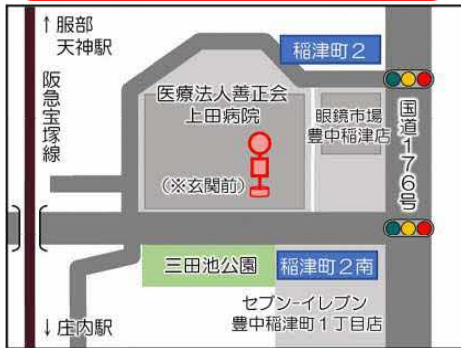 ↑服部
天神駅
稲津町2
阪急宝塚線
医療法人善正会
上田病院
眼鏡市場
豊中稲津店
国道176号
(※玄関前)
三田池公園
稲津町2南
セブン-イレブン
豊中稲津町1丁目店
↓庄内駅